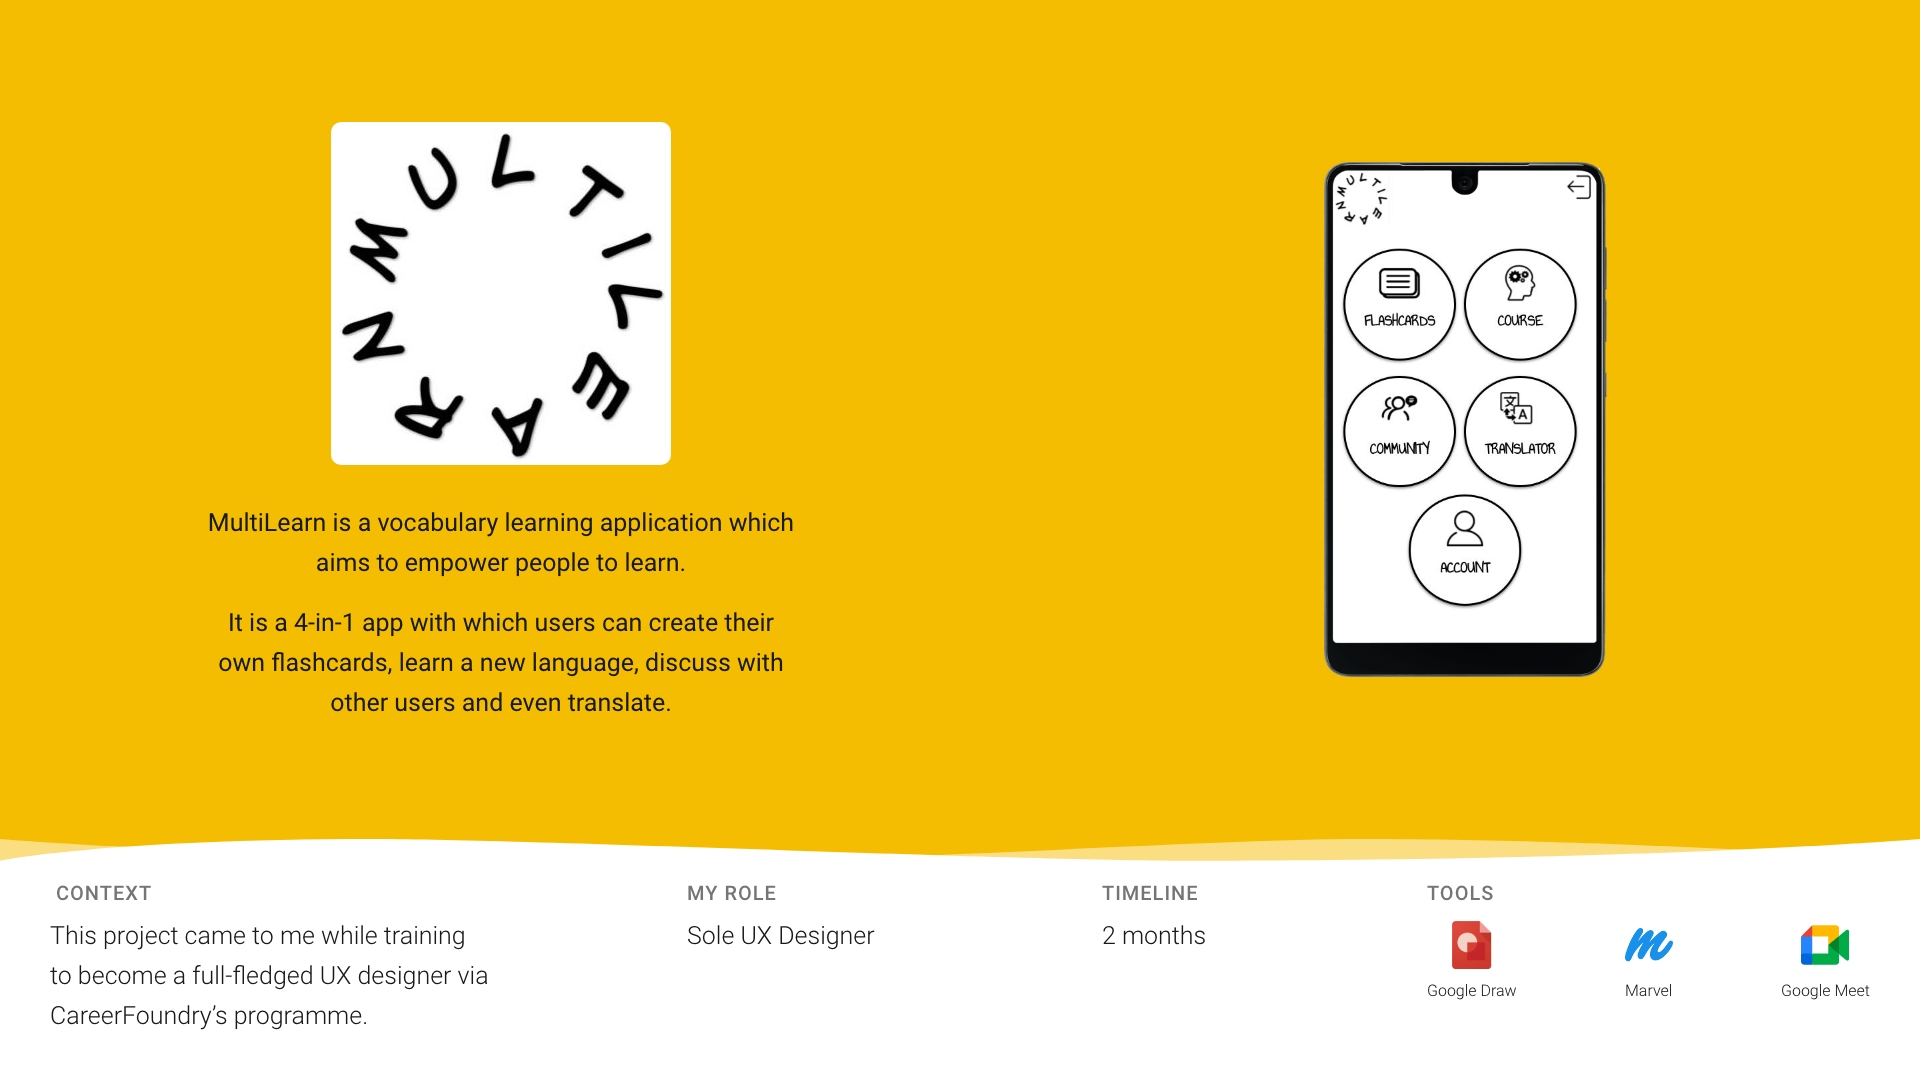 MULTILEARN
MultiLearn is a vocabulary learning application which
aims to empower people to learn.
It is a 4-in-1 app with which users can create their
own flashcards, learn a new language, discuss with
other users and even translate.
MULTILEARN
FLASHCARDS
COURSE
COMMUNITY
文 A
TRANSLATOR
ACCOUNT
CONTEXT
This project came to me while training
to become a full-fledged UX designer via
CareerFoundry’s programme.
MY ROLE
Sole UX Designer
TIMELINE
2 months
TOOLS
Google Draw
Marvel
Google Meet